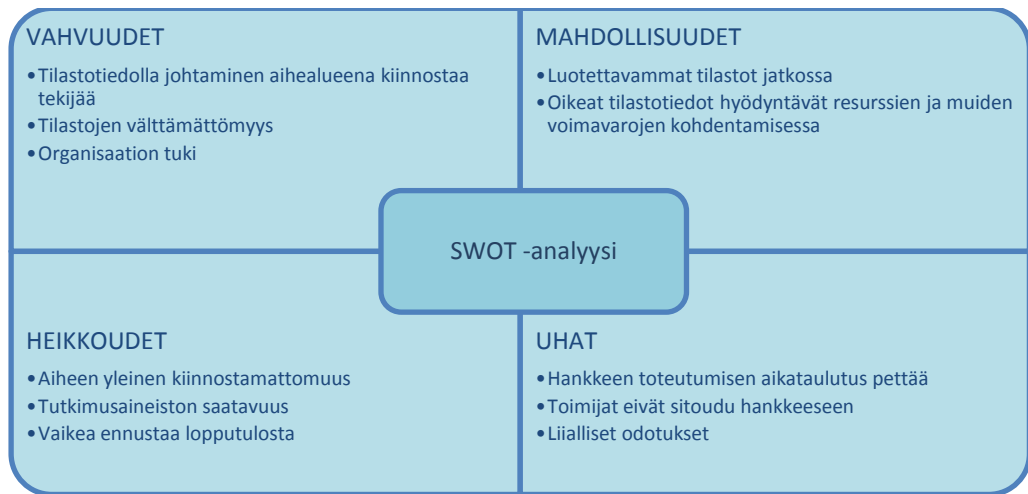 VAHVUUDET
•Tilastotiedolla johtaminen aihealueena kiinnostaa
tekijää
•Tilastojen välttämättömyys
•Organisaation tuki
MAHDOLLISUUDET
•Luotettavammat tilastot jatkossa
•Oikeat tilastotiedot hyödyntävät resurssien ja muiden
voimavarojen kohdentamisessa
SWOT -analyysi
HEIKKOUDET
•Aiheen yleinen kiinnostamattomuus
•Tutkimusaineiston saatavuus
•Vaikea ennustaa lopputulosta
UHAT
•Hankkeen toteutumisen aikataulutus pettää
•Toimijat eivät sitoudu hankkeeseen
•Liialliset odotukset